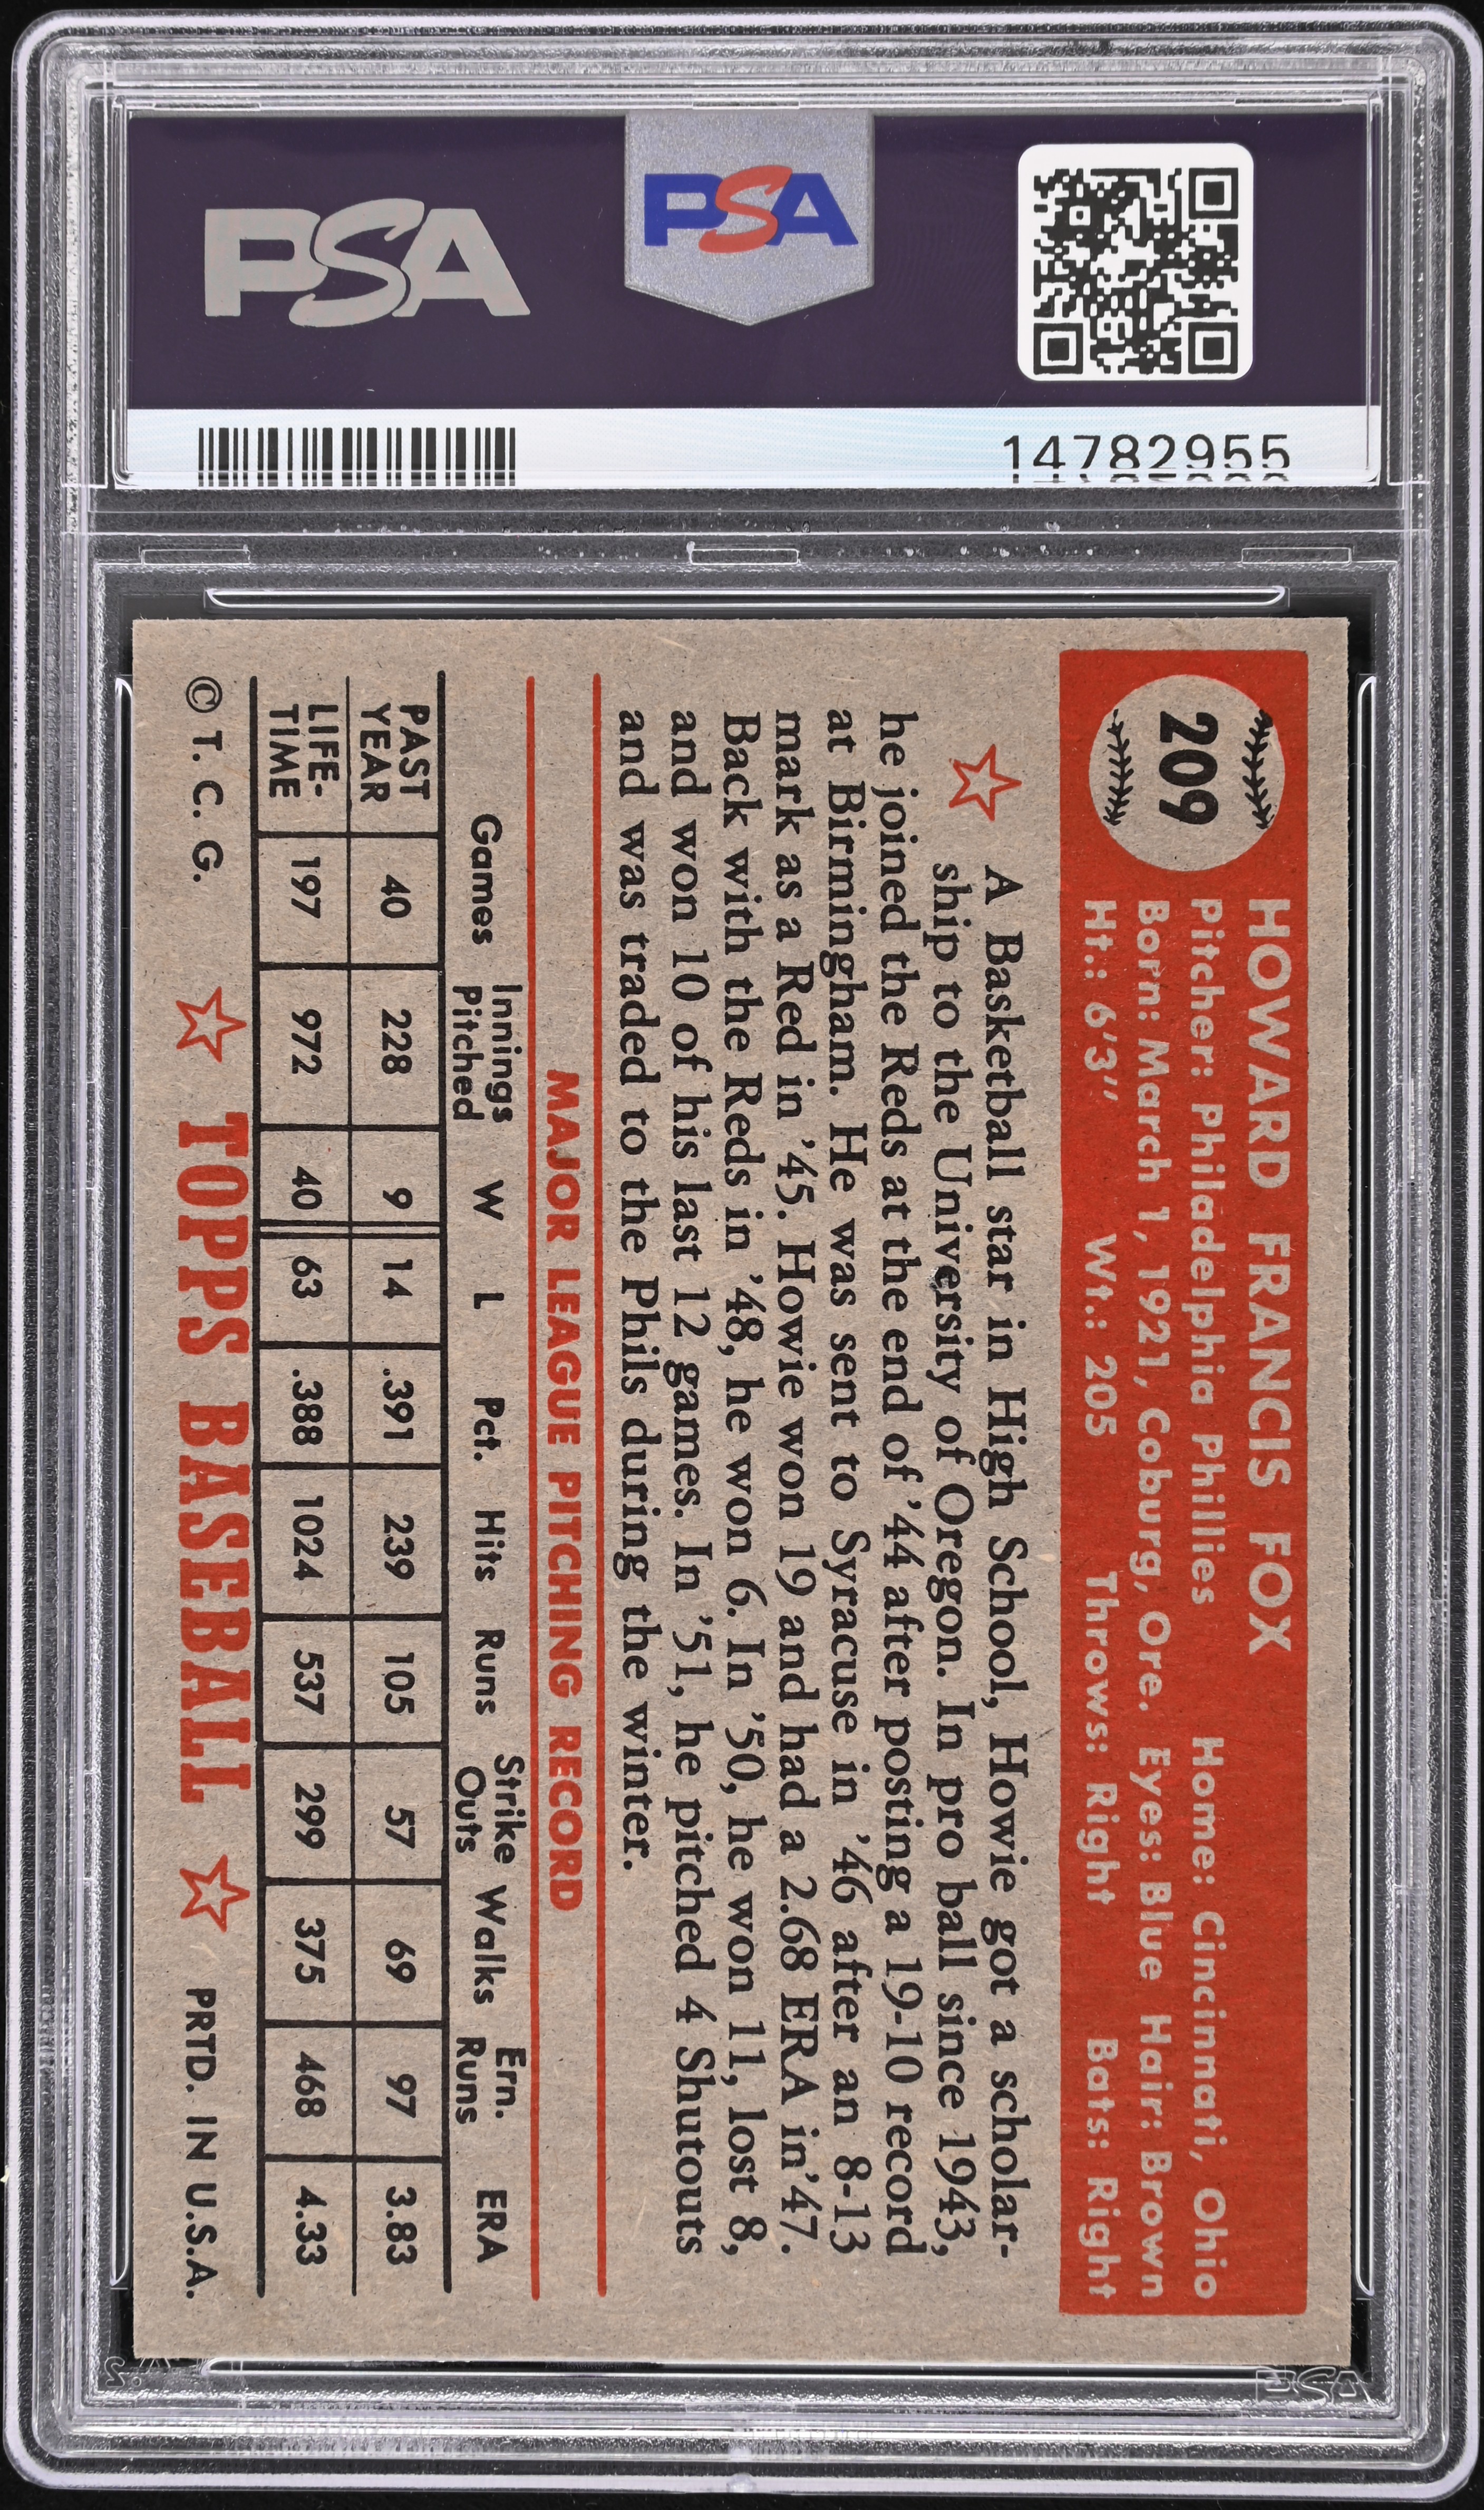 PSA
PSA
14782955
209
HOWARD FRANCIS FOX
Pitcher: Philadelphia Phillies Home: Cincinnati, Ohio
Born: March 1, 1921, Coburg, Ore. Eyes: Blue Hair: Brown
Ht.: 6'3" Wt.: 205 Throws: Right Bats: Right
A Basketball star in High School, Howie got a scholar-
ship to the University of Oregon. In pro ball since 1943,
he joined the Reds at the end of '44 after posting a 19-10 record
at Birmingham. He was sent to Syracuse in '46 after an 8-13
mark as a Red in '45. Howie won 19 and had a 2.68 ERA in '47.
Back with the Reds in '48, he won 6. In '50, he won 11, lost 8,
and won 10 of his last 12 games. In '51, he pitched 4 Shutouts
and was traded to the Phils during the winter.
MAJOR LEAGUE PITCHING RECORD
Games Innings Pitched W L Pct. Hits Runs Strike Outs Walks Ern. Runs ERA
PAST YEAR 40 228 9 14 .391 239 105 57 69 97 3.83
LIFE-TIME 197 972 40 63 .388 1024 537 299 375 468 4.33
© T. C. G. TOPPS BASEBALL PRTD. IN U.S.A.
PSA